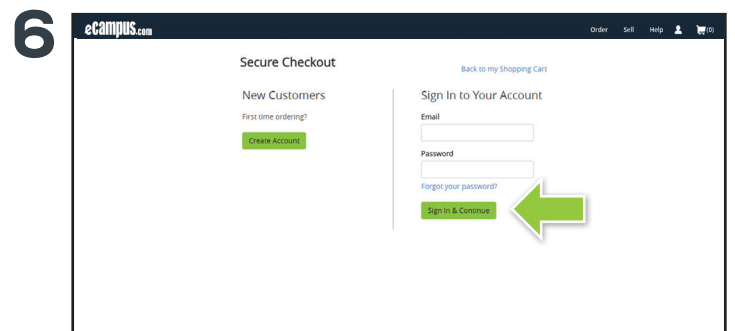 6
eCampus.com
Order Sell Help (0)
Secure Checkout
Back to my Shopping Cart
New Customers
First time ordering?
Create Account
Sign In to Your Account
Email
Password
Forgot your password?
Sign In & Continue